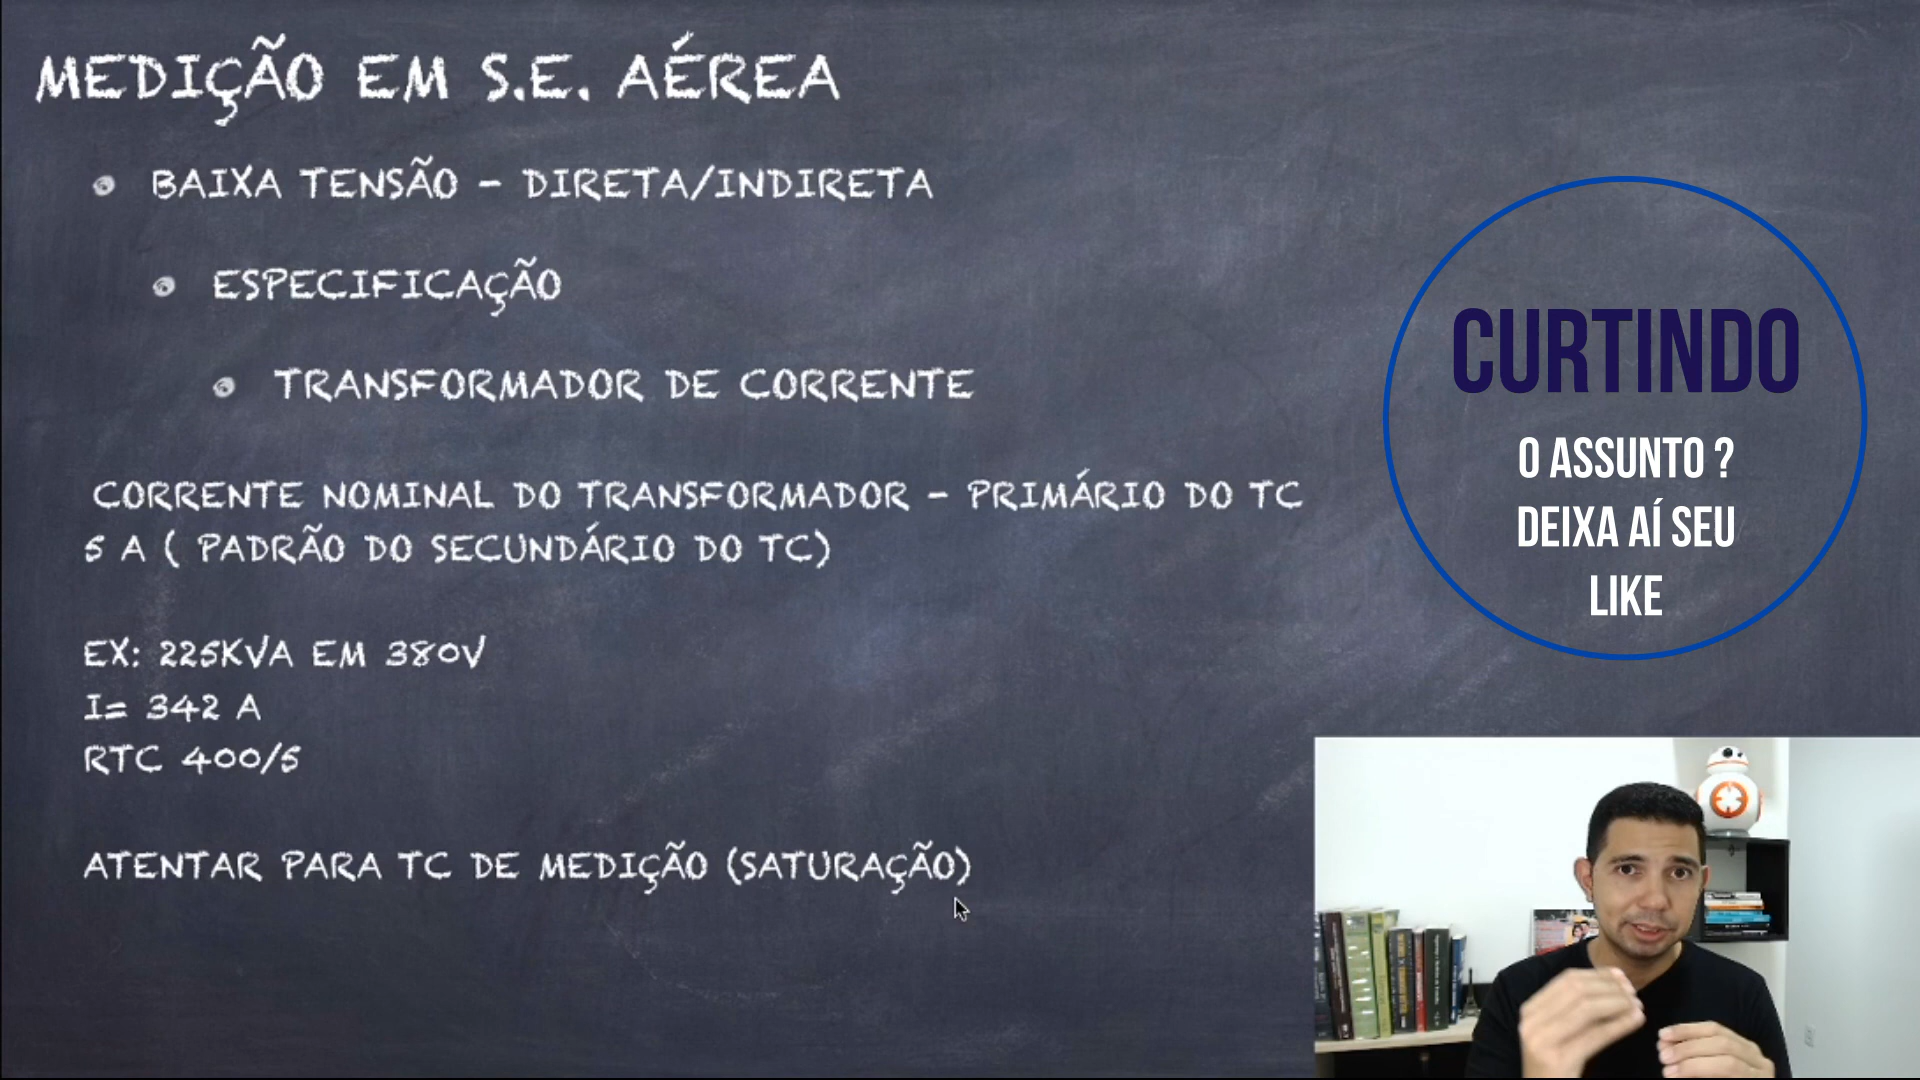 MEDIÇÃO EM S.E. AÉREA
BAIXA TENSÃO - DIRETA/INDIRETA
ESPECIFICAÇÃO
TRANSFORMADOR DE CORRENTE
CORRENTE NOMINAL DO TRANSFORMADOR - PRIMÁRIO DO TC
5 A ( PADRÃO DO SECUNDÁRIO DO TC)
EX: 225KVA EM 380V
I= 342 A
RTC 400/5
ATENTAR PARA TC DE MEDIÇÃO (SATURAÇÃO)
CURTINDO
O ASSUNTO ?
DEIXA AÍ SEU
LIKE